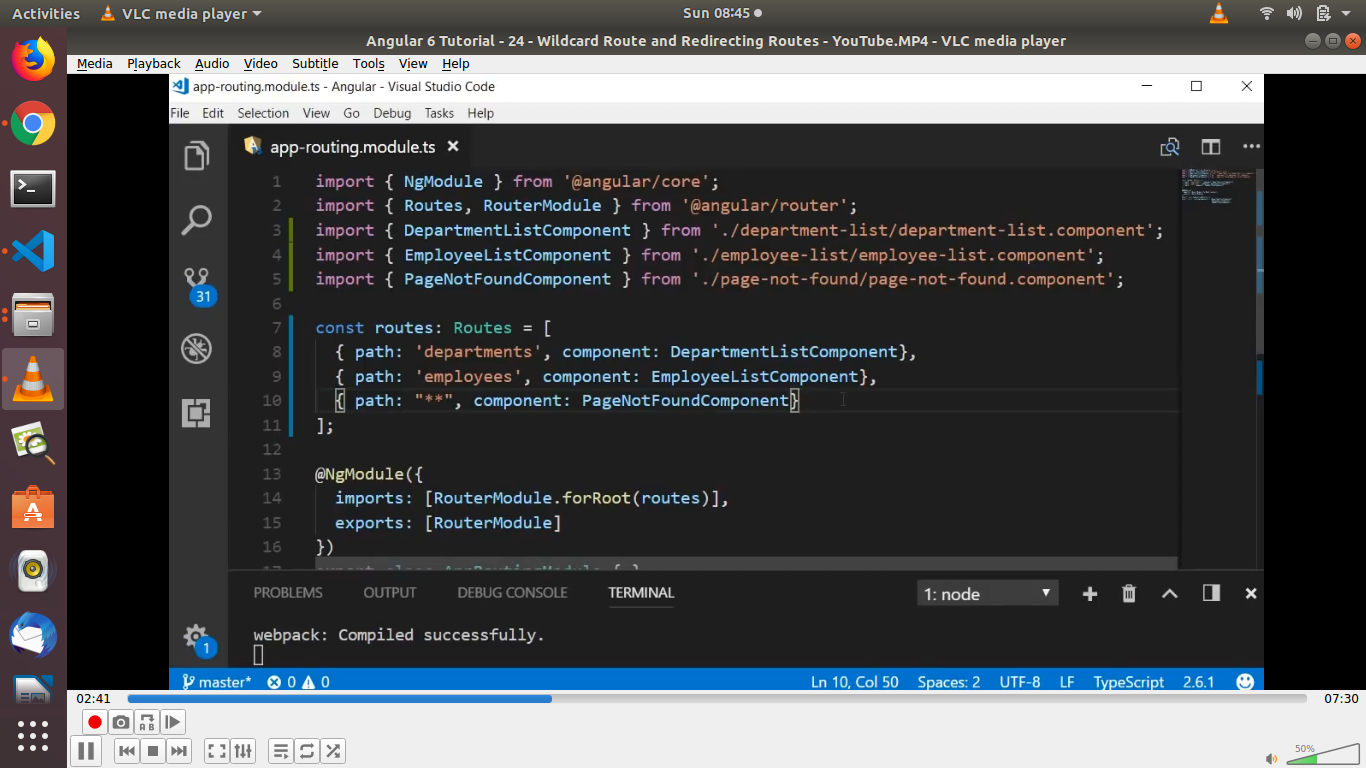 Activities VLC media player Sun 08:45
Angular 6 Tutorial - 24 - Wildcard Route and Redirecting Routes - YouTube.MP4 - VLC media player
Media Playback Audio Video Subtitle Tools View Help
app-routing.module.ts - Angular - Visual Studio Code
File Edit Selection View Go Debug Tasks Help
app-routing.module.ts
1 import { NgModule } from '@angular/core';
2 import { Routes, RouterModule } from '@angular/router';
3 import { DepartmentListComponent } from './department-list/department-list.component';
4 import { EmployeeListComponent } from './employee-list/employee-list.component';
5 import { PageNotFoundComponent } from './page-not-found/page-not-found.component';
6
7 const routes: Routes = [
8 { path: 'departments', component: DepartmentListComponent},
9 { path: 'employees', component: EmployeeListComponent},
10 { path: "**", component: PageNotFoundComponent}
11 ];
12
13 @NgModule({
14 imports: [RouterModule.forRoot(routes)],
15 exports: [RouterModule]
16 })
31
PROBLEMS OUTPUT DEBUG CONSOLE TERMINAL 1: node
webpack: Compiled successfully.
1
master* 0 0 Ln 10, Col 50 Spaces: 2 UTF-8 LF TypeScript 2.6.1
02:41 07:30
A B
50%